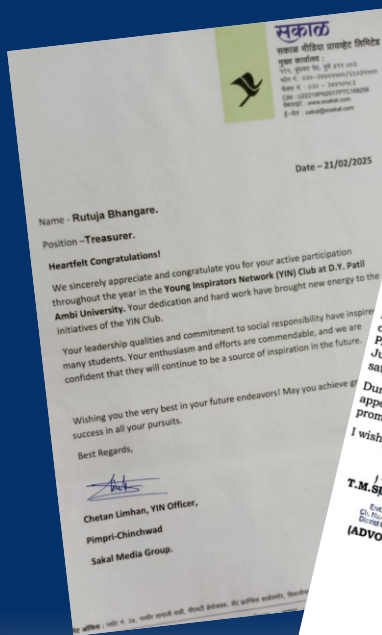 सकाळ
सकाळ मीडिया प्रायव्हेट लिमिटेड
मुख्य कार्यालय :
Date – 21/02/2025
Name - Rutuja Bhangare.
Position –Treasurer.
Heartfelt Congratulations!
We sincerely appreciate and congratulate you for your active participation
throughout the year in the Young Inspirators Network (YIN) Club at D.Y. Patil
Ambi University. Your dedication and hard work have brought new energy to the
initiatives of the YIN Club.
Your leadership qualities and commitment to social responsibility have
many students. Your enthusiasm and efforts are commendable, and we are
confident that they will continue to be a source of inspiration in the future.
Wishing you the very best in your future endeavors! May you achieve
success in all your pursuits.
Best Regards,
Chetan Limhan, YIN Officer,
Pimpri-Chinchwad
Sakal Media Group.
Dur
appe
prom
I wish
T.M.
(ADVO